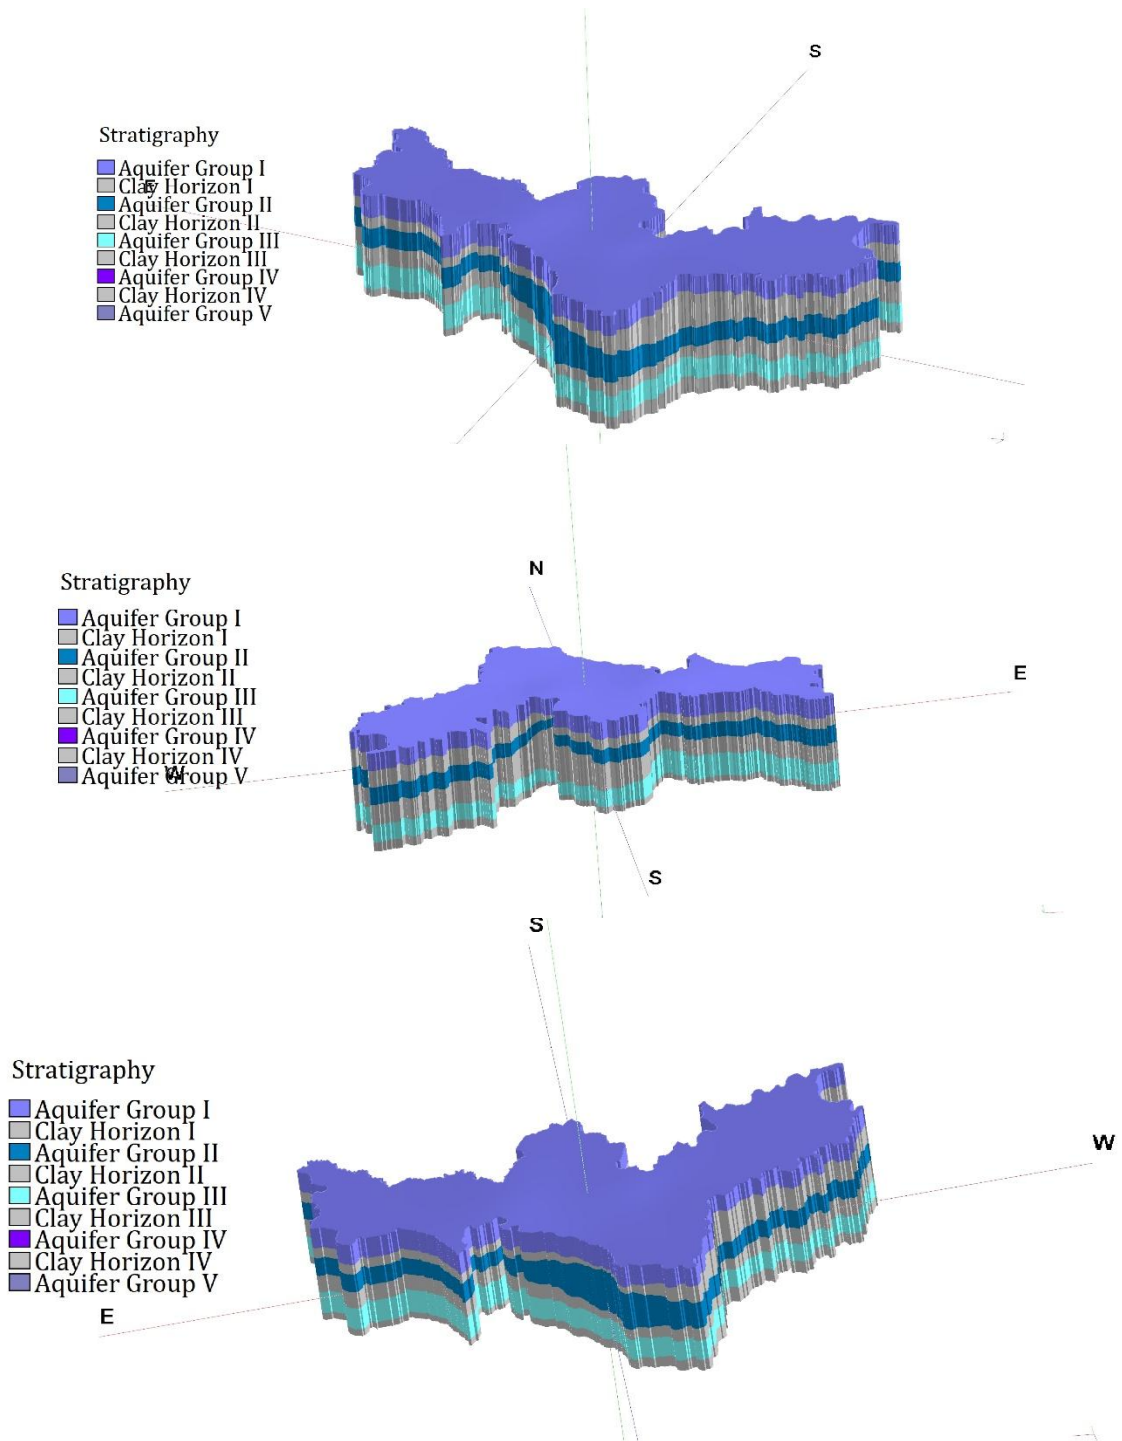 S
Stratigraphy
Aquifer Group I
Clay Horizon I
E
Aquifer Group II
Clay Horizon II
Aquifer Group III
Clay Horizon III
Aquifer Group IV
Clay Horizon IV
Aquifer Group V
N
Stratigraphy
Aquifer Group I
Clay Horizon I
Aquifer Group II
E
Clay Horizon II
Aquifer Group III
Clay Horizon III
Aquifer Group IV
Clay Horizon IV
Aquifer Group V
W
S
S
Stratigraphy
Aquifer Group I
Clay Horizon I
W
Aquifer Group II
Clay Horizon II
Aquifer Group III
Clay Horizon III
Aquifer Group IV
Clay Horizon IV
Aquifer Group V
E